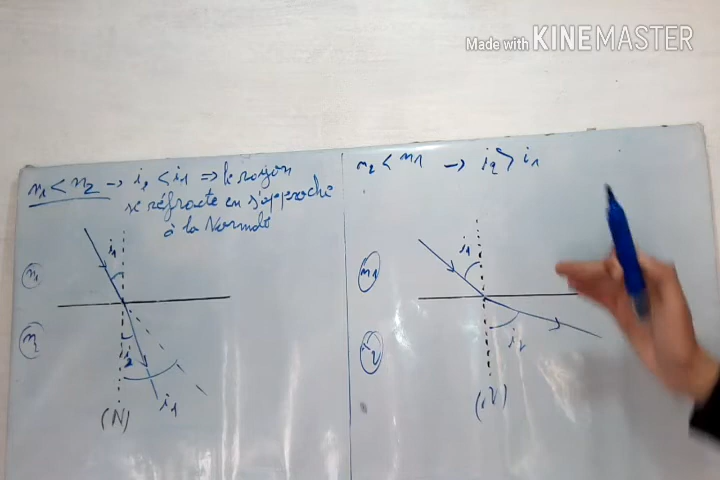 Made with KINEMASTER
n1 < n2 → i2 < i1 ⇒ le rayon
se réfracte en s'approche
à la Normale
i1
n1
n2
i2
i1
(N)
n2 < n1 → i2 > i1
i1
n1
i2
(N)